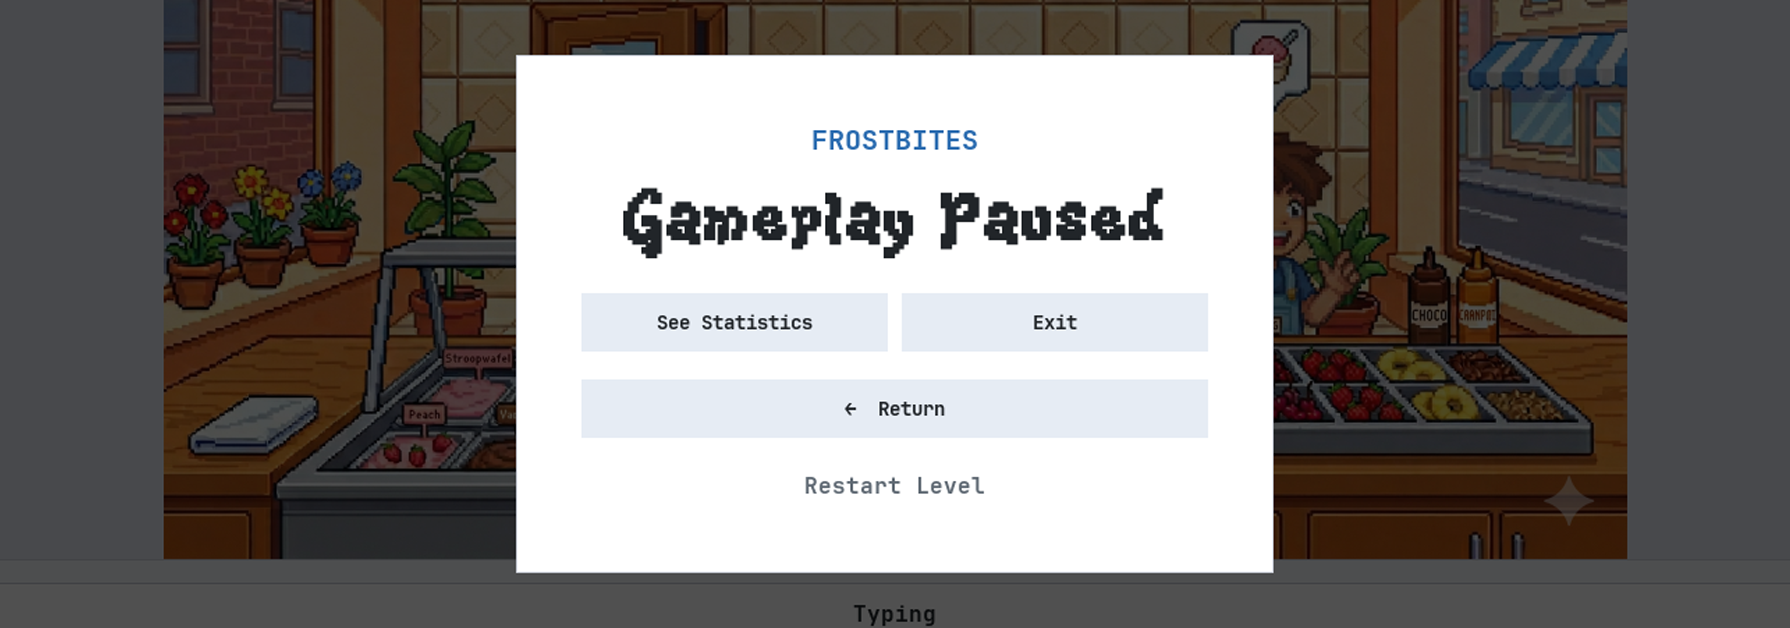 FROSTBITES
Gameplay Paused
See Statistics
Exit
← Return
Restart Level
Stroopwafel
Peach
CHOCO
Typing